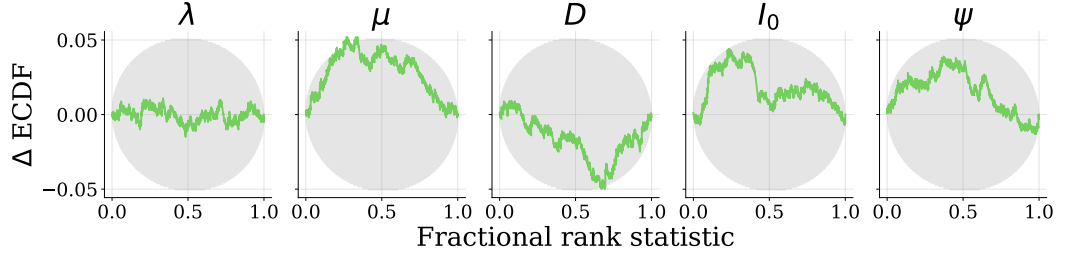 λ μ D I₀ ψ
Δ ECDF
0.05
0.00
−0.05
0.0 0.5 1.0 0.0 0.5 1.0 0.0 0.5 1.0 0.0 0.5 1.0 0.0 0.5 1.0
Fractional rank statistic